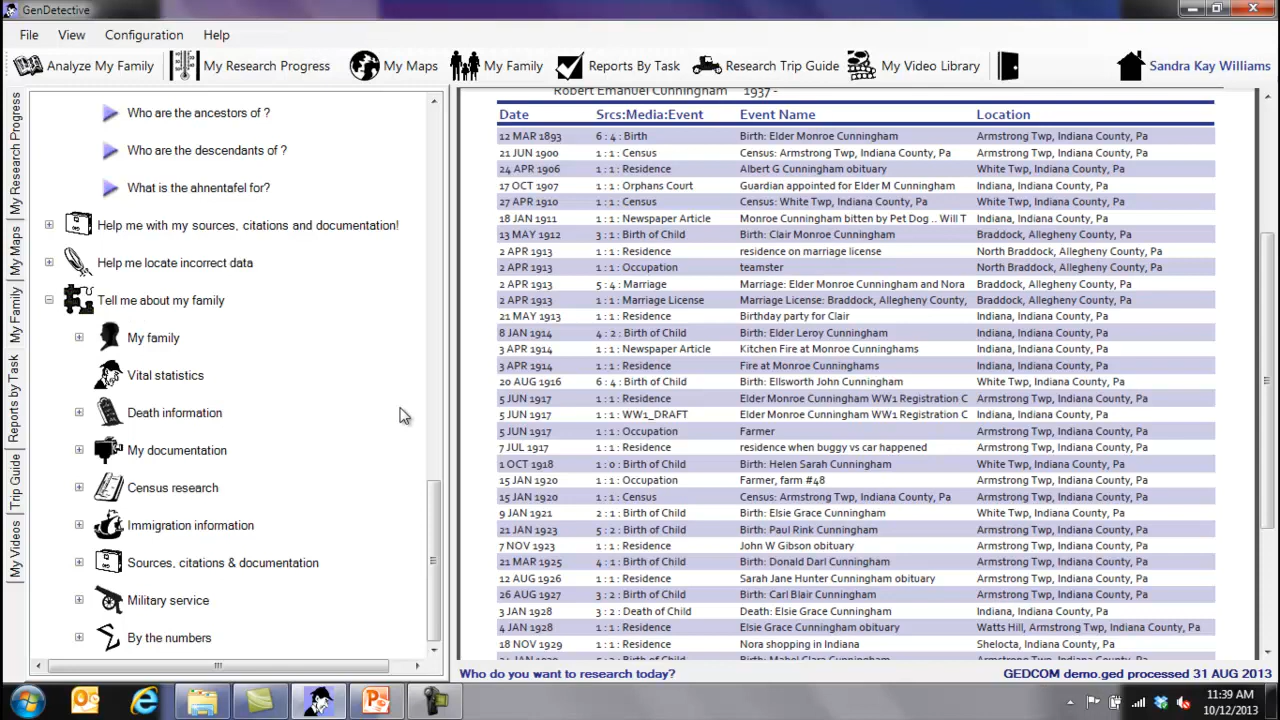 GenDetective
File View Configuration Help
Analyze My Family My Research Progress My Maps My Family Reports By Task Research Trip Guide My Video Library Sandra Kay Williams
My Research Progress
My Maps
My Family
Reports by Task
Trip Guide
My Videos
Who are the ancestors of ?
Who are the descendants of ?
What is the ahnentafel for?
Help me with my sources, citations and documentation!
Help me locate incorrect data
Tell me about my family
My family
Vital statistics
Death information
My documentation
Census research
Immigration information
Sources, citations & documentation
Military service
By the numbers
Robert Emanuel Cunningham 1937 -
Date Srcs:Media:Event Event Name Location
12 MAR 1893 6 : 4 : Birth Birth: Elder Monroe Cunningham Armstrong Twp, Indiana County, Pa
21 JUN 1900 1 : 1 : Census Census: Armstrong Twp, Indiana County, Pa Armstrong Twp, Indiana County, Pa
24 APR 1906 1 : 1 : Residence Albert G Cunningham obituary White Twp, Indiana County, Pa
17 OCT 1907 1 : 1 : Orphans Court Guardian appointed for Elder M Cunningham Indiana, Indiana County, Pa
27 APR 1910 1 : 1 : Census Census: White Twp, Indiana County, Pa White Twp, Indiana County, Pa
18 JAN 1911 1 : 1 : Newspaper Article Monroe Cunningham bitten by Pet Dog .. Will T Indiana, Indiana County, Pa
13 MAY 1912 3 : 1 : Birth of Child Birth: Clair Monroe Cunningham Braddock, Allegheny County, Pa
2 APR 1913 1 : 1 : Residence residence on marriage license North Braddock, Allegheny County, Pa
2 APR 1913 1 : 1 : Occupation teamster North Braddock, Allegheny County, Pa
2 APR 1913 5 : 4 : Marriage Marriage: Elder Monroe Cunningham and Nora Braddock, Allegheny County, Pa
2 APR 1913 1 : 1 : Marriage License Marriage License: Braddock, Allegheny County, Braddock, Allegheny County, Pa
21 MAY 1913 1 : 1 : Residence Birthday party for Clair Indiana, Indiana County, Pa
8 JAN 1914 4 : 2 : Birth of Child Birth: Elder Leroy Cunningham Indiana, Indiana County, Pa
3 APR 1914 1 : 1 : Newspaper Article Kitchen Fire at Monroe Cunninghams Indiana, Indiana County, Pa
3 APR 1914 1 : 1 : Residence Fire at Monroe Cunninghams Indiana, Indiana County, Pa
20 AUG 1916 6 : 4 : Birth of Child Birth: Ellsworth John Cunningham White Twp, Indiana County, Pa
5 JUN 1917 1 : 1 : Residence Elder Monroe Cunningham WW1 Registration C Armstrong Twp, Indiana County, Pa
5 JUN 1917 1 : 1 : WW1_DRAFT Elder Monroe Cunningham WW1 Registration C Indiana, Indiana County, Pa
5 JUN 1917 1 : 1 : Occupation Farmer Armstrong Twp, Indiana County, Pa
7 JUL 1917 1 : 1 : Residence residence when buggy vs car happened Armstrong Twp, Indiana County, Pa
1 OCT 1918 1 : 0 : Birth of Child Birth: Helen Sarah Cunningham White Twp, Indiana County, Pa
15 JAN 1920 1 : 1 : Occupation Farmer, farm #48 Armstrong Twp, Indiana County, Pa
15 JAN 1920 1 : 1 : Census Census: Armstrong Twp, Indiana County, Pa Armstrong Twp, Indiana County, Pa
9 JAN 1921 2 : 1 : Birth of Child Birth: Elsie Grace Cunningham White Twp, Indiana County, Pa
21 JAN 1923 5 : 2 : Birth of Child Birth: Paul Rink Cunningham Armstrong Twp, Indiana County, Pa
7 NOV 1923 1 : 1 : Residence John W Gibson obituary Armstrong Twp, Indiana County, Pa
21 MAR 1925 4 : 1 : Birth of Child Birth: Donald Darl Cunningham Armstrong Twp, Indiana County, Pa
12 AUG 1926 1 : 1 : Residence Sarah Jane Hunter Cunningham obituary Armstrong Twp, Indiana County, Pa
26 AUG 1927 3 : 2 : Birth of Child Birth: Carl Blair Cunningham Armstrong Twp, Indiana County, Pa
3 JAN 1928 3 : 2 : Death of Child Death: Elsie Grace Cunningham Indiana, Indiana County, Pa
4 JAN 1928 1 : 1 : Residence Elsie Grace Cunningham obituary Watts Hill, Armstrong Twp, Indiana County, Pa
18 NOV 1929 1 : 1 : Residence Nora shopping in Indiana Shelocta, Indiana County, Pa
Birth of Child Birth: Mabel Clara Cunningham Armstrong Twp, Indiana County, Pa
Who do you want to research today? GEDCOM demo.ged processed 31 AUG 2013
11:39 AM
10/12/2013